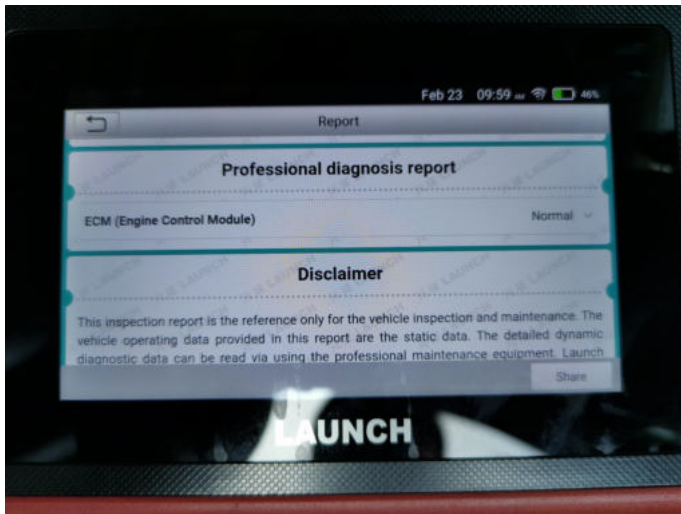 Feb 23 09:59 AM 46%
Report
Professional diagnosis report
ECM (Engine Control Module) Normal
Disclaimer
This inspection report is the reference only for the vehicle inspection and maintenance. The
vehicle operating data provided in this report are the static data. The detailed dynamic
diagnostic data can be read via using the professional maintenance equipment. Launch
Share
LAUNCH